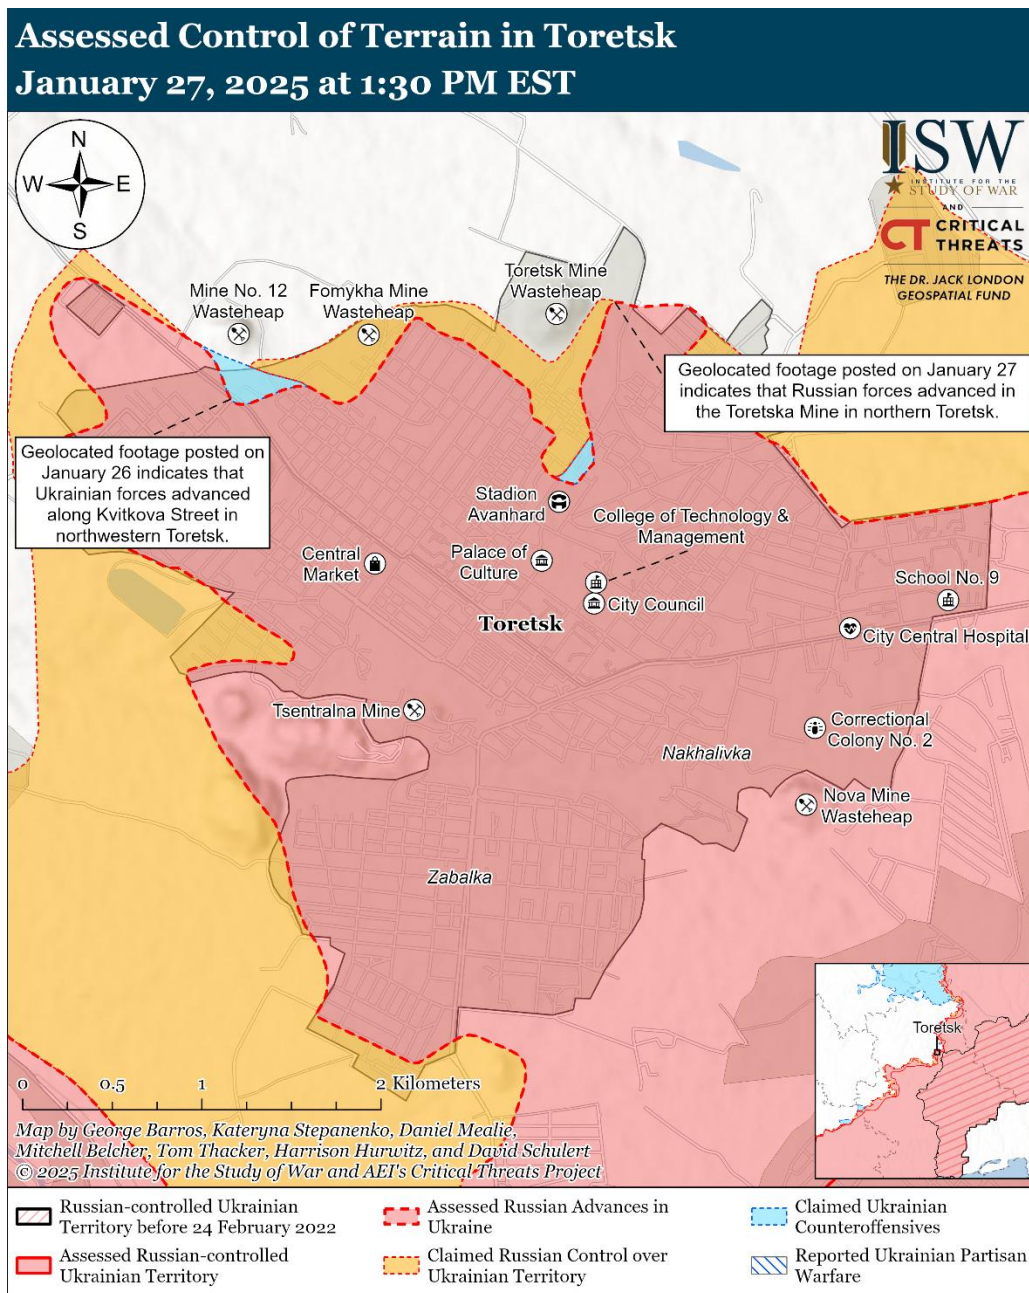 Assessed Control of Terrain in Toretsk
January 27, 2025 at 1:30 PM EST
N
W
E
S
ISW
INSTITUTE FOR THE
STUDY OF WAR
AND
CT CRITICAL
THREATS
THE DR. JACK LONDON
GEOSPATIAL FUND
Mine No. 12
Wasteheap
Fomykha Mine
Wasteheap
Toretsk Mine
Wasteheap
Geolocated footage posted on January 27
indicates that Russian forces advanced in
the Toretska Mine in northern Toretsk.
Geolocated footage posted on
January 26 indicates that
Ukrainian forces advanced
along Kvitkova Street in
northwestern Toretsk.
Stadion
Avanhard
College of Technology &
Management
Central
Market
Palace of
Culture
School No. 9
City Council
Toretsk
City Central Hospital
Tsentralna Mine
Correctional
Colony No. 2
Nakhalivka
Nova Mine
Wasteheap
Zabalka
Toretsk
0 0.5 1 2 Kilometers
Map by George Barros, Kateryna Stepanenko, Daniel Mealie,
Mitchell Belcher, Tom Thacker, Harrison Hurwitz, and David Schulert
© 2025 Institute for the Study of War and AEI's Critical Threats Project
Russian-controlled Ukrainian
Territory before 24 February 2022
Assessed Russian Advances in
Ukraine
Claimed Ukrainian
Counteroffensives
Assessed Russian-controlled
Ukrainian Territory
Claimed Russian Control over
Ukrainian Territory
Reported Ukrainian Partisan
Warfare